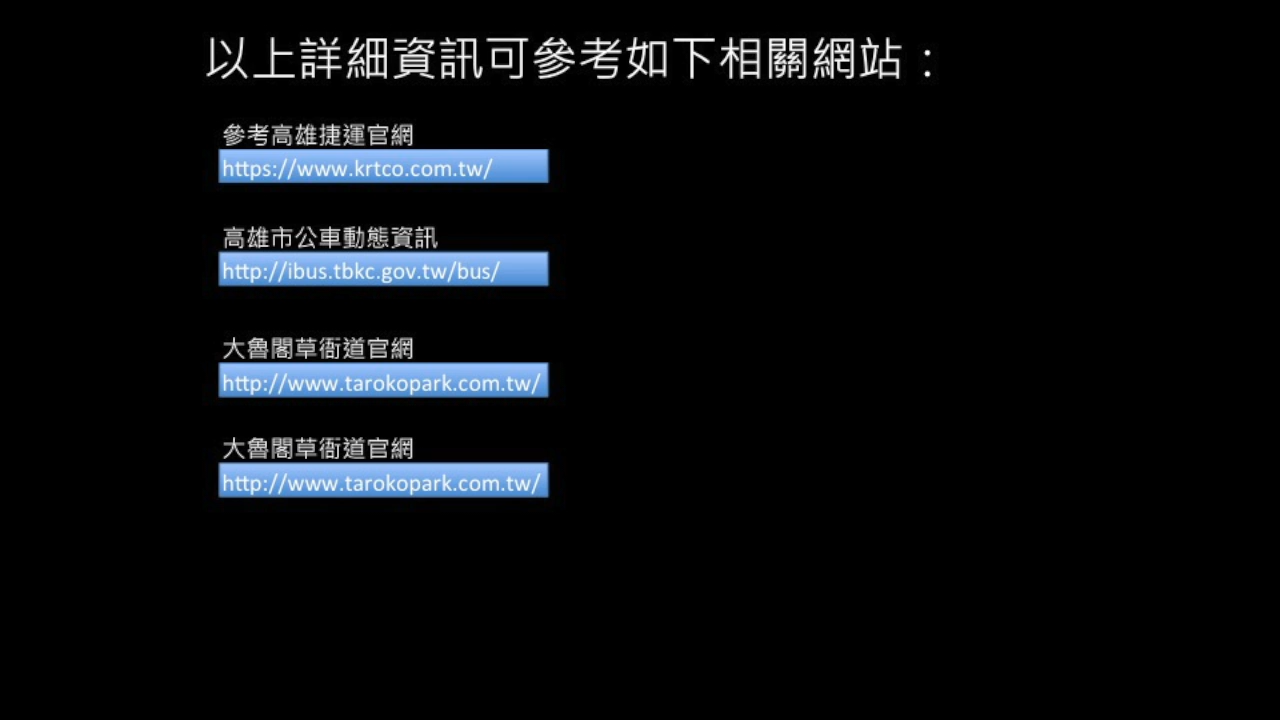 以上詳細資訊可參考如下相關網站：
參考高雄捷運官網
https://www.krtco.com.tw/
高雄市公車動態資訊
http://ibus.tbkc.gov.tw/bus/
大魯閣草衙道官網
http://www.tarokopark.com.tw/
大魯閣草衙道官網
http://www.tarokopark.com.tw/